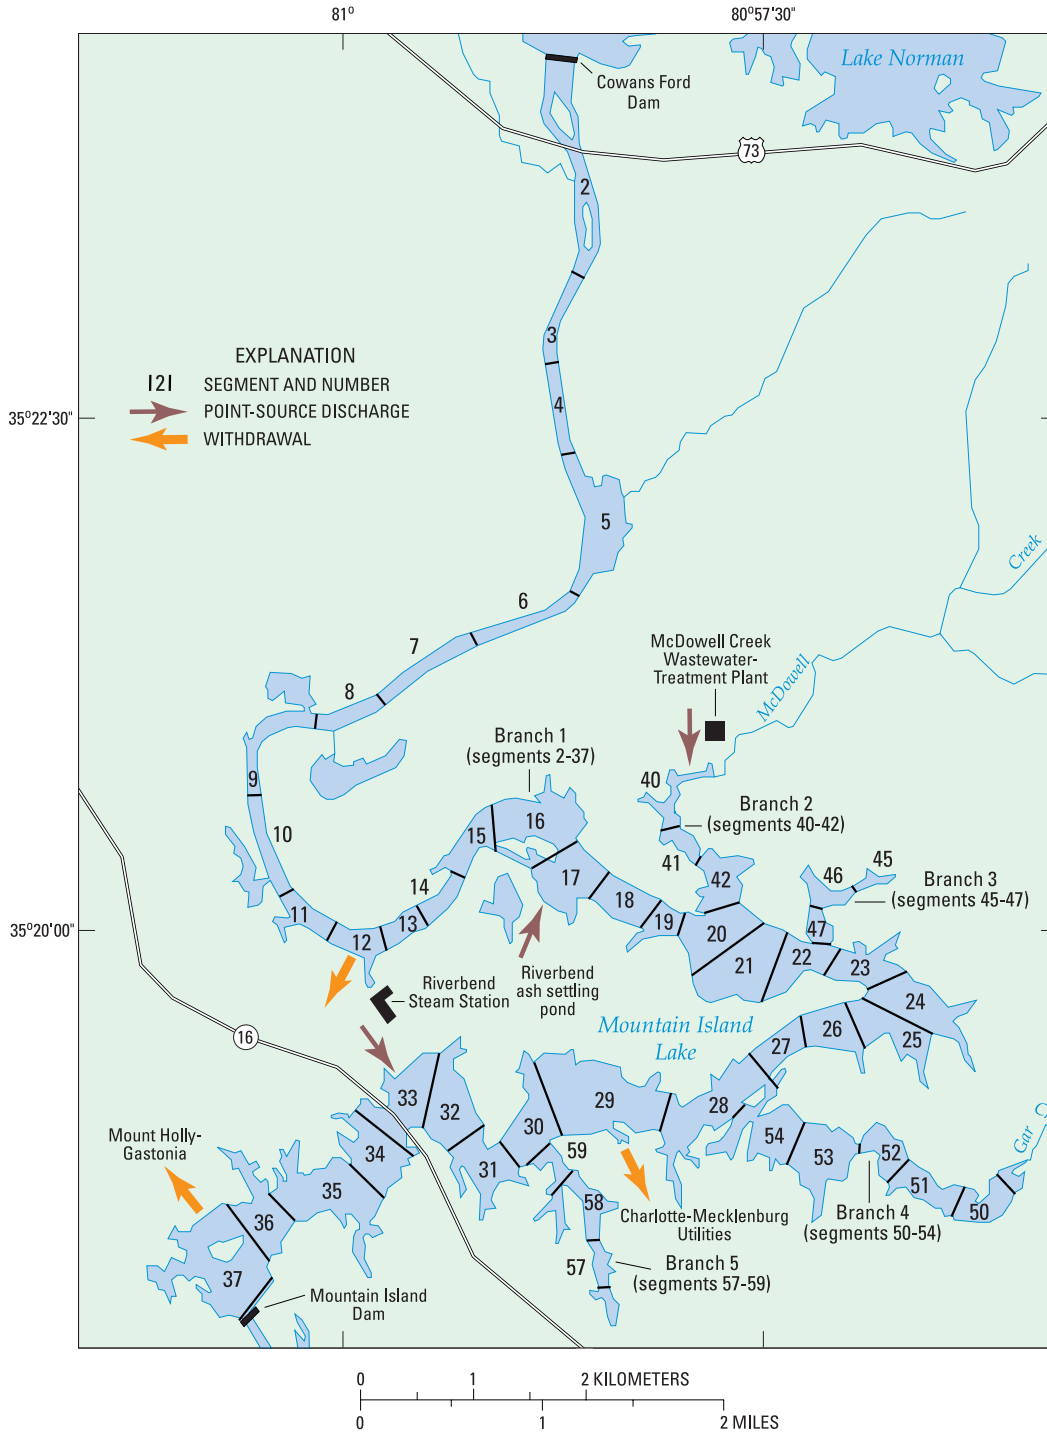 81°
80°57'30"
Lake Norman
Cowans Ford
Dam
73
2
3
EXPLANATION
121 SEGMENT AND NUMBER
POINT-SOURCE DISCHARGE
WITHDRAWAL
4
35°22'30"
5
Creek
6
7
McDowell Creek
Wastewater-
Treatment Plant
McDowell
8
Branch 1
(segments 2-37)
9
40
10
16
15
Branch 2
(segments 40-42)
41
42
14
17
18
46
45
Branch 3
(segments 45-47)
11
13
12
19
20
47
35°20'00"
21
22
23
24
Riverbend
Steam Station
Riverbend
ash settling
pond
Mountain Island
Lake
16
27
26
25
33
32
30
29
28
Gar C
Mount Holly-
Gastonia
34
31
59
54
53
52
51
50
35
36
58
Charlotte-Mecklenburg
Utilities
Branch 4
(segments 50-54)
37
57
Branch 5
(segments 57-59)
Mountain Island
Dam
0 1 2 KILOMETERS
0 1 2 MILES